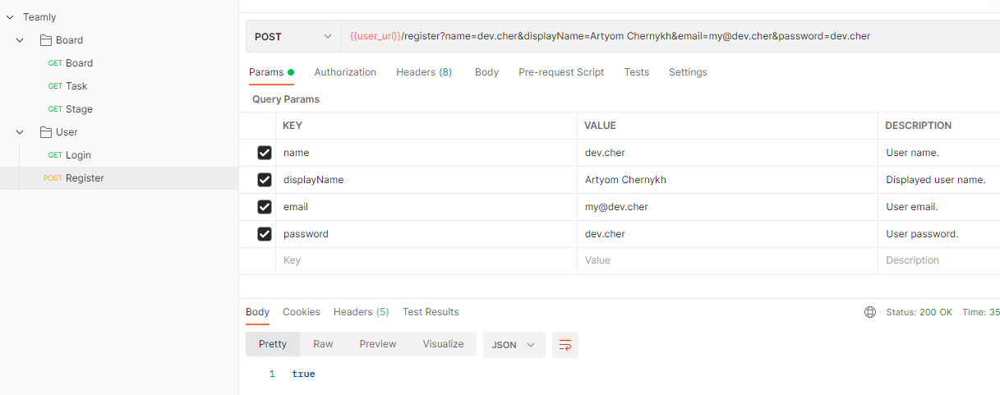 Teamly
Board
GET Board
GET Task
GET Stage
User
GET Login
POST Register
POST {{user_url}}/register?name=dev.cher&displayName=Artyom Chernykh&email=my@dev.cher&password=dev.cher
Params Authorization Headers (8) Body Pre-request Script Tests Settings
Query Params
KEY VALUE DESCRIPTION
name dev.cher User name.
displayName Artyom Chernykh Displayed user name.
email my@dev.cher User email.
password dev.cher User password.
Key Value Description
Body Cookies Headers (5) Test Results Status: 200 OK Time: 35
Pretty Raw Preview Visualize JSON
1 true